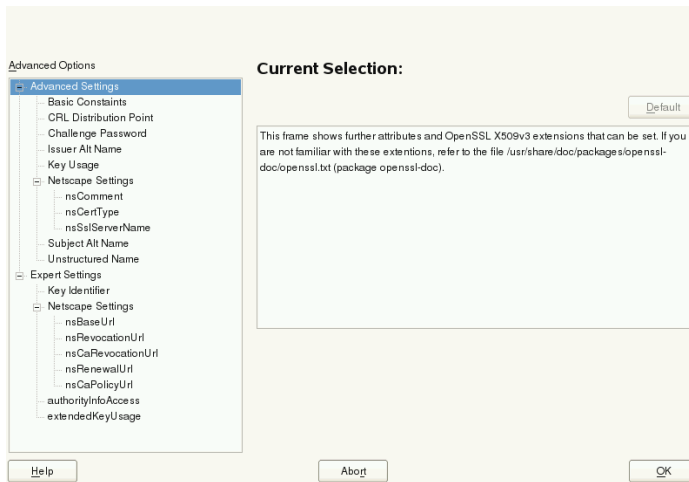 Advanced Options
Advanced Settings
Basic Constaints
CRL Distribution Point
Challenge Password
Issuer Alt Name
Key Usage
Netscape Settings
nsComment
nsCertType
nsSslServerName
Subject Alt Name
Unstructured Name
Expert Settings
Key Identifier
Netscape Settings
nsBaseUrl
nsRevocationUrl
nsCaRevocationUrl
nsRenewalUrl
nsCaPolicyUrl
authorityInfoAccess
extendedKeyUsage
Current Selection:
Default
This frame shows further attributes and OpenSSL X509v3 extensions that can be set. If you
are not familiar with these extentions, refer to the file /usr/share/doc/packages/openssl-
doc/openssl.txt (package openssl-doc).
Help
Abort
OK